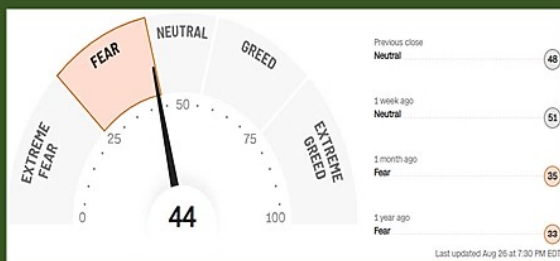 EXTREME FEAR
FEAR
NEUTRAL
GREED
EXTREME GREED
0
25
50
75
100
44
Previous close
Neutral 48
1 week ago
Neutral 51
1 month ago
Fear 35
1 year ago
Fear 33
Last updated Aug 26 at 7:30 PM EDT